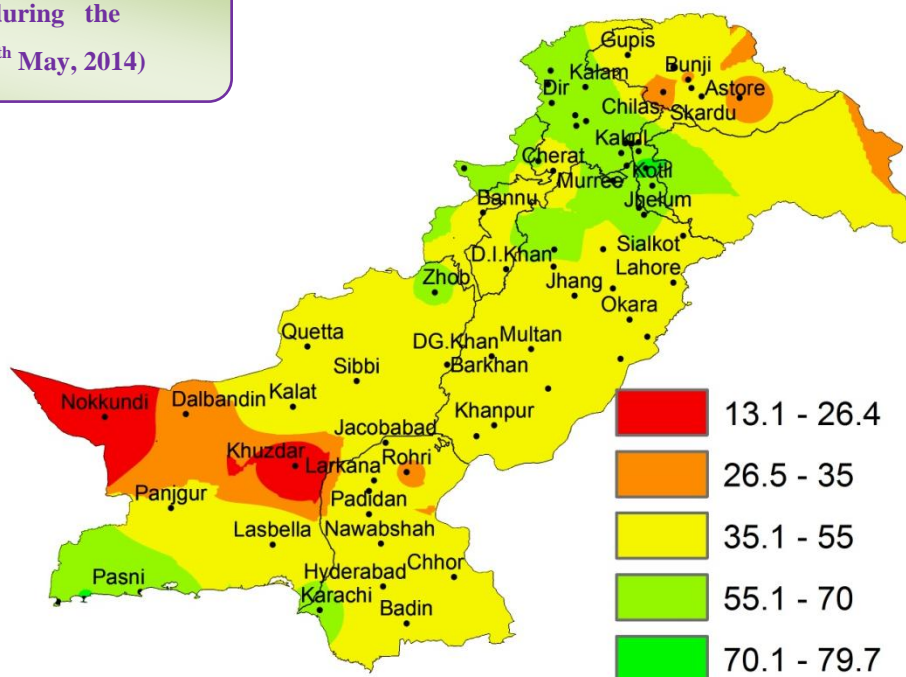 during the
th May, 2014)
Gupis
Bunji
Kalam
Dir
Astore
Chilas
Skardu
Cherat
Kotli
Murree
Bannu
Jhelum
Sialkot
D.I.Khan
Lahore
Zhob
Jhang
Okara
Quetta
DG.Khan
Multan
Sibbi
Barkhan
Nokkundi
Dalbandin
Kalat
Khanpur
Jacobabad
Khuzdar
Larkana
Rohri
Panjgur
Padidan
Lasbella
Nawabshah
Pasni
Hyderabad
Chhor
Karachi
Badin
13.1 - 26.4
26.5 - 35
35.1 - 55
55.1 - 70
70.1 - 79.7